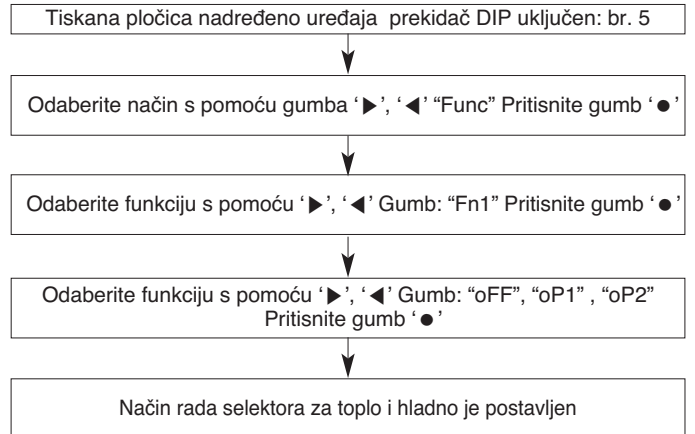 Tiskana pločica nadređeno uređaja  prekidač DIP uključen: br. 5
Odaberite način s pomoću gumba ‘▶’, ‘◀’ “Func” Pritisnite gumb ‘●’
Odaberite funkciju s pomoću ‘▶’, ‘◀’ Gumb: “Fn1” Pritisnite gumb ‘●’
Odaberite funkciju s pomoću ‘▶’, ‘◀’ Gumb: “oFF”, “oP1” , “oP2”
Pritisnite gumb ‘●’
Način rada selektora za toplo i hladno je postavljen